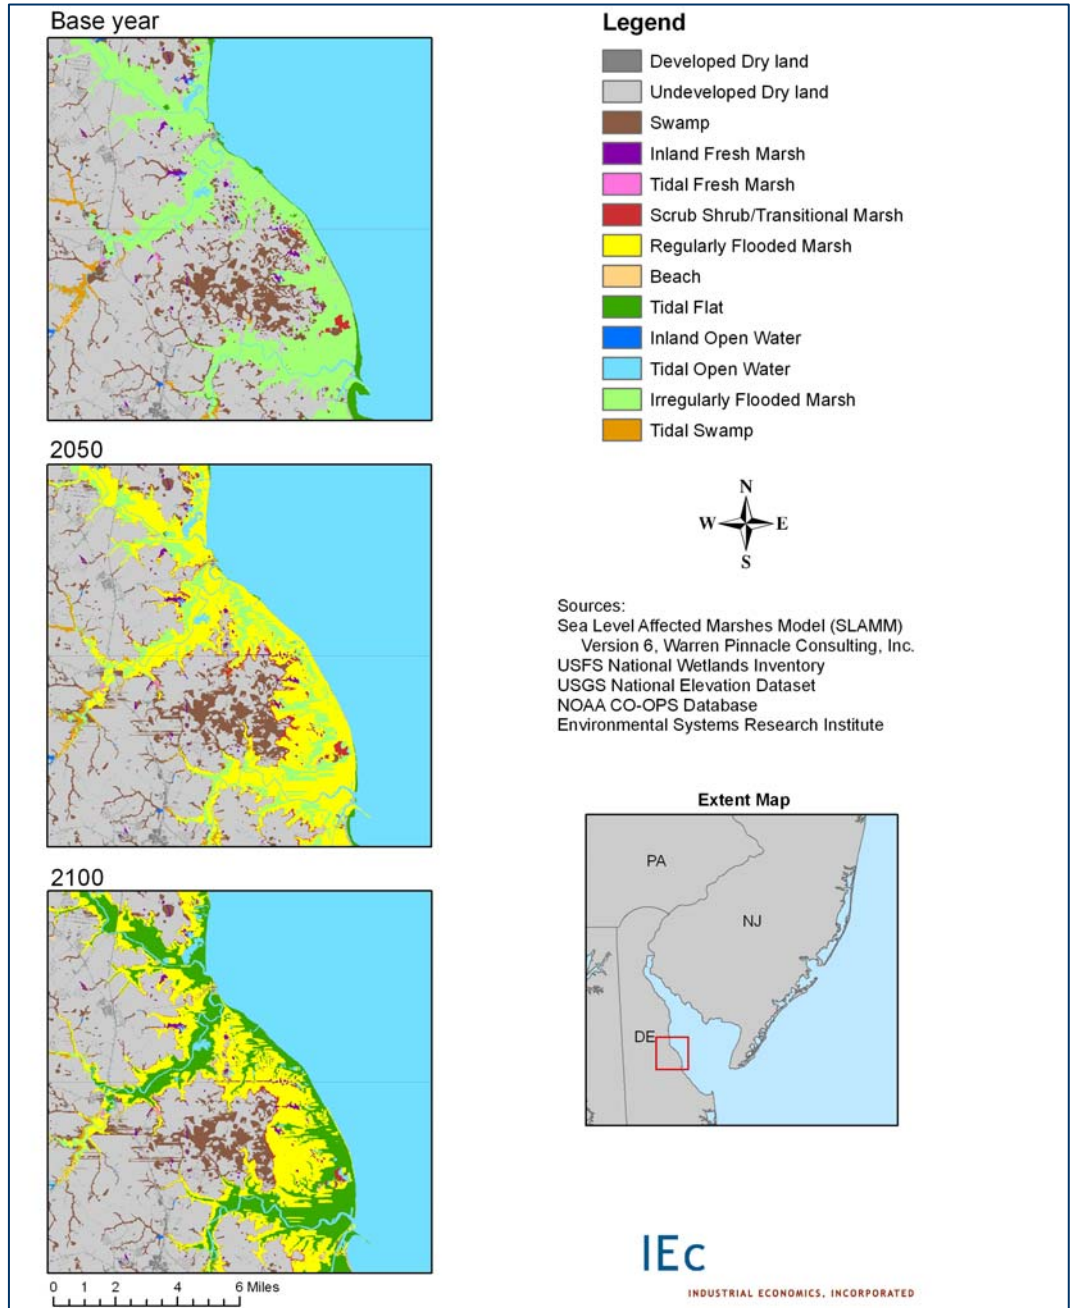 Base year
2050
2100
0 1 2 4 6 Miles
Legend
Developed Dry land
Undeveloped Dry land
Swamp
Inland Fresh Marsh
Tidal Fresh Marsh
Scrub Shrub/Transitional Marsh
Regularly Flooded Marsh
Beach
Tidal Flat
Inland Open Water
Tidal Open Water
Irregularly Flooded Marsh
Tidal Swamp
N
W E
S
Sources:
Sea Level Affected Marshes Model (SLAMM)
Version 6, Warren Pinnacle Consulting, Inc.
USFS National Wetlands Inventory
USGS National Elevation Dataset
NOAA CO-OPS Database
Environmental Systems Research Institute
Extent Map
PA
NJ
DE
IEc
INDUSTRIAL ECONOMICS, INCORPORATED